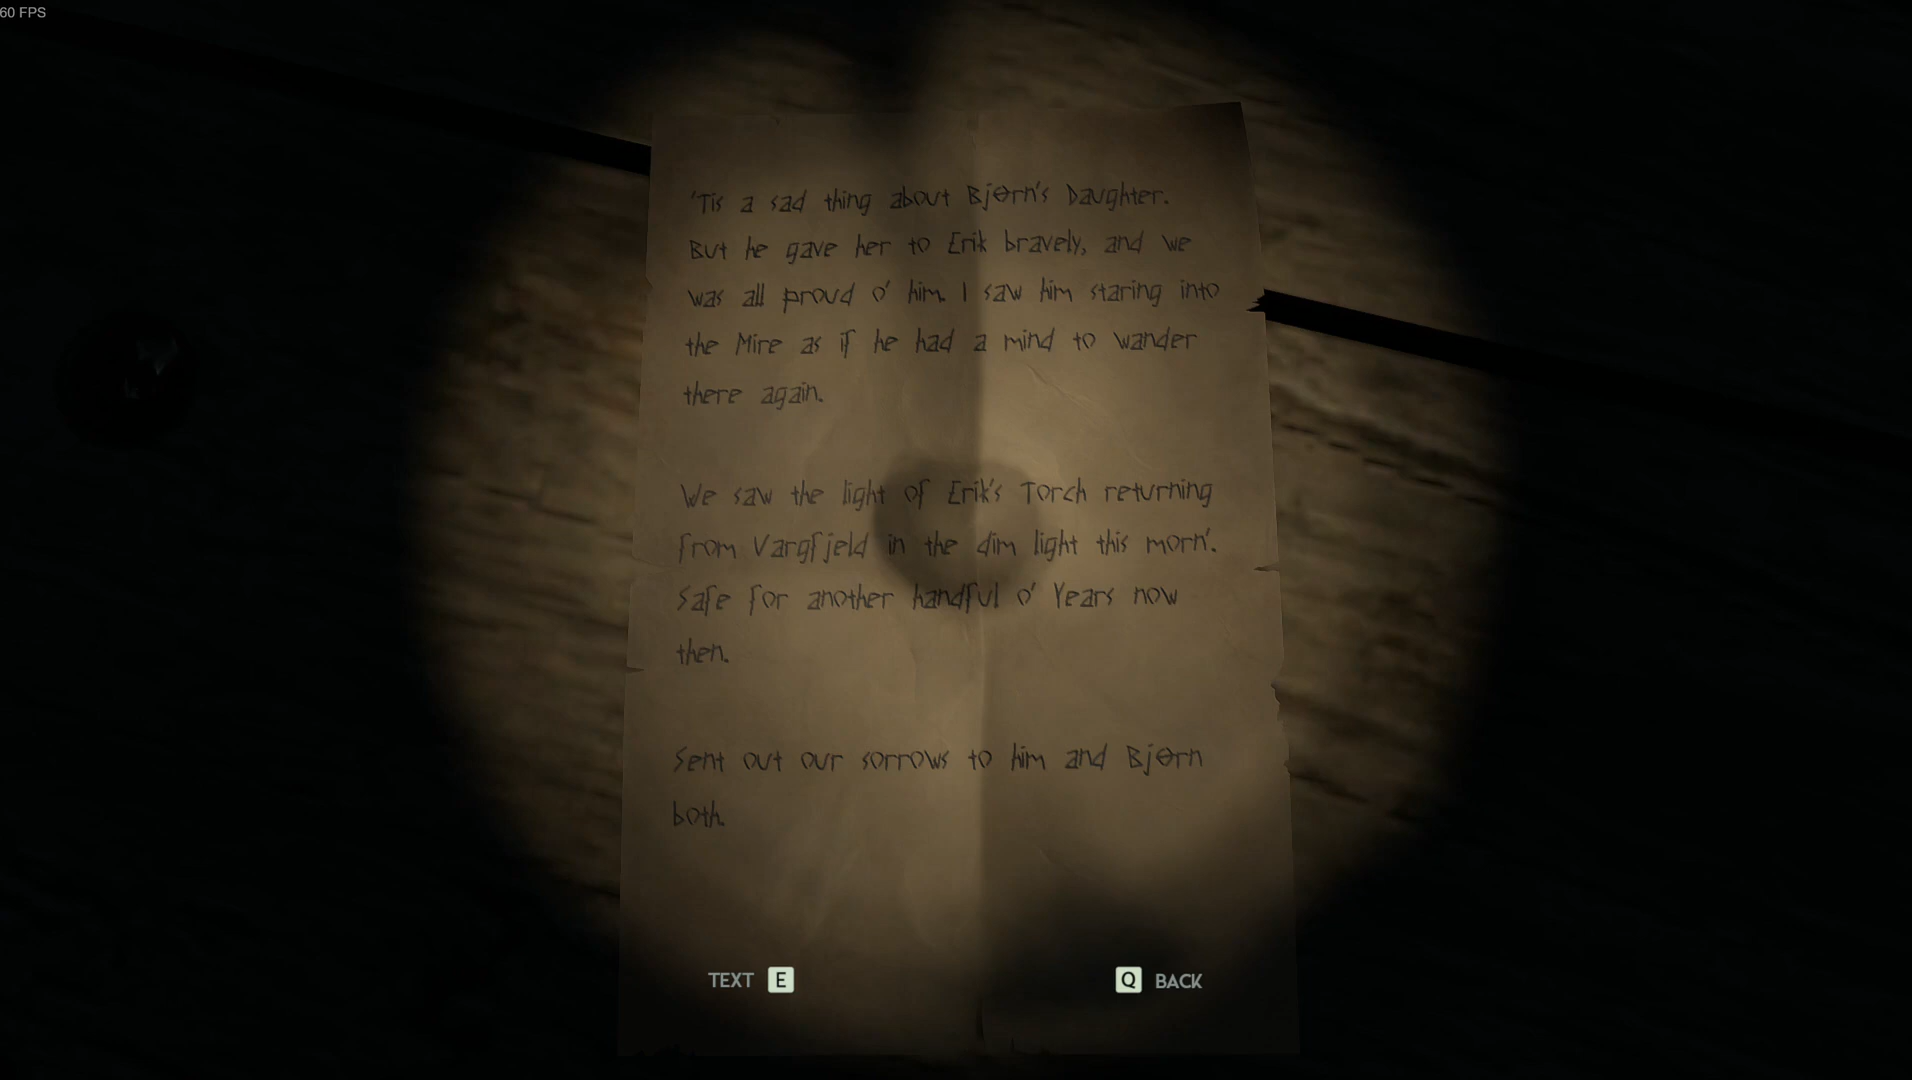 60 FPS
'Tis a sad thing about Bjørn's Daughter.
But he gave her to Erik bravely, and we
was all proud o' him. I saw him staring into
the Mire as if he had a mind to wander
there again.
We saw the light of Erik's Torch returning
from Vargfjeld in the dim light this morn'.
Safe for another handful o' Years now
then.
Sent out our sorrows to him and Bjørn
both.
TEXT E
Q BACK